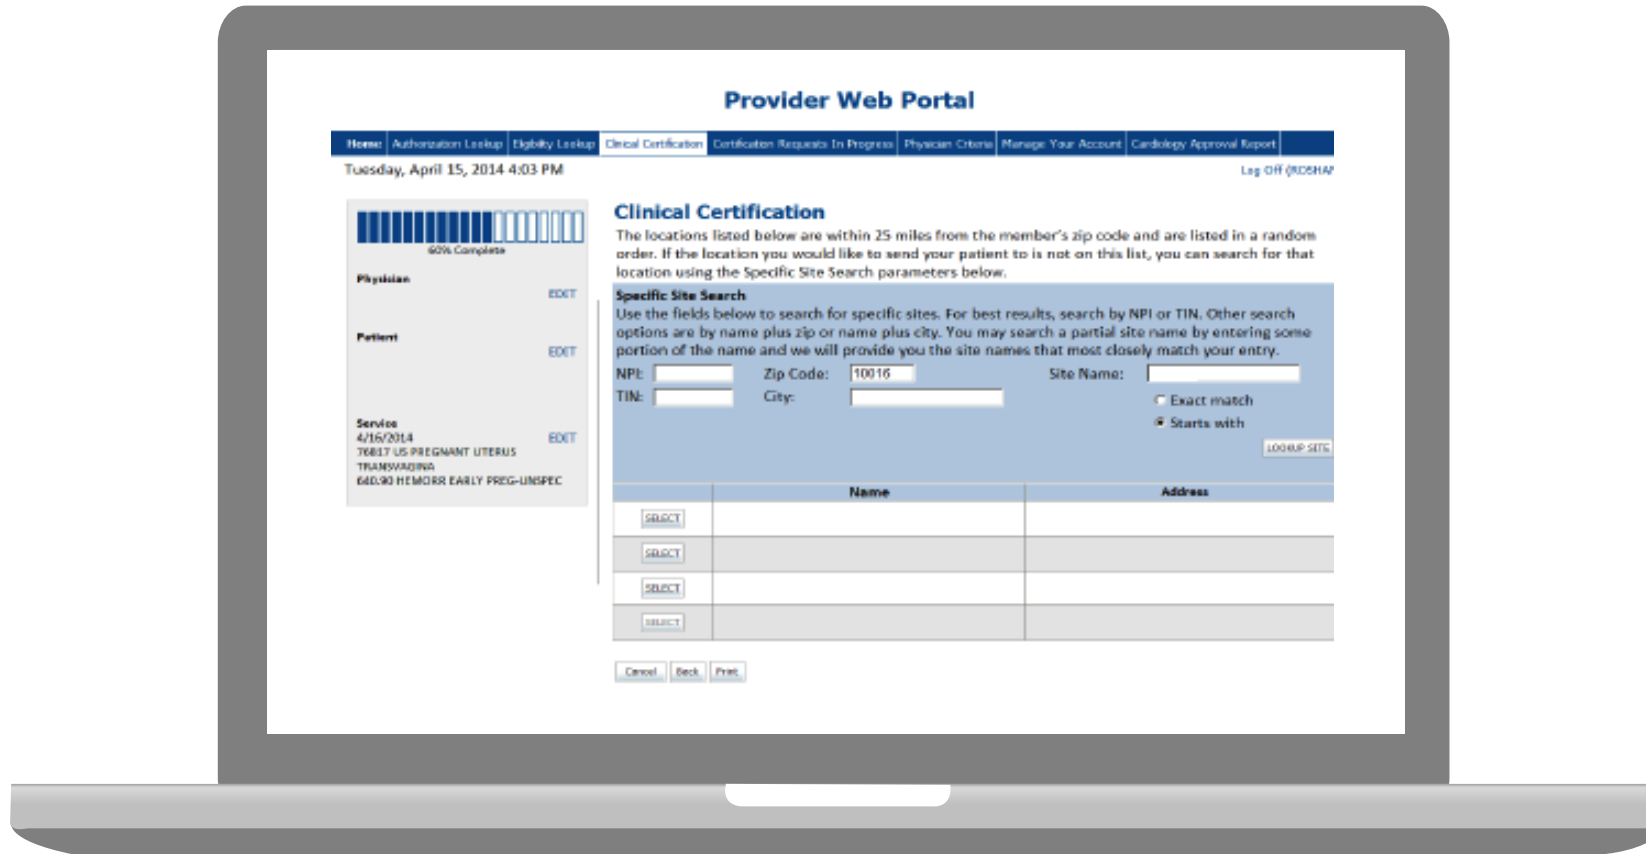 Provider Web Portal
Home Authorization Lookup Eligibility Lookup Clinical Certification Certification Requests In Progress Physician Criteria Manage Your Account Cardiology Approval Report
Tuesday, April 15, 2014 4:03 PM
Log Off (ROSHAN
60% Complete
Physician
EDIT
Patient
EDIT
Service
4/16/2014
EDIT
76817 US PREGNANT UTERUS
TRANSVAGINA
640.90 HEMORR EARLY PREG-UNSPEC
Clinical Certification
The locations listed below are within 25 miles from the member's zip code and are listed in a random
order. If the location you would like to send your patient to is not on this list, you can search for that
location using the Specific Site Search parameters below.
Specific Site Search
Use the fields below to search for specific sites. For best results, search by NPI or TIN. Other search
options are by name plus zip or name plus city. You may search a partial site name by entering some
portion of the name and we will provide you the site names that most closely match your entry.
NPI: Zip Code: 10016 Site Name:
TIN: City:
Exact match
Starts with
LOOKUP SITE
Name Address
SELECT
SELECT
SELECT
SELECT
Cancel Back Print